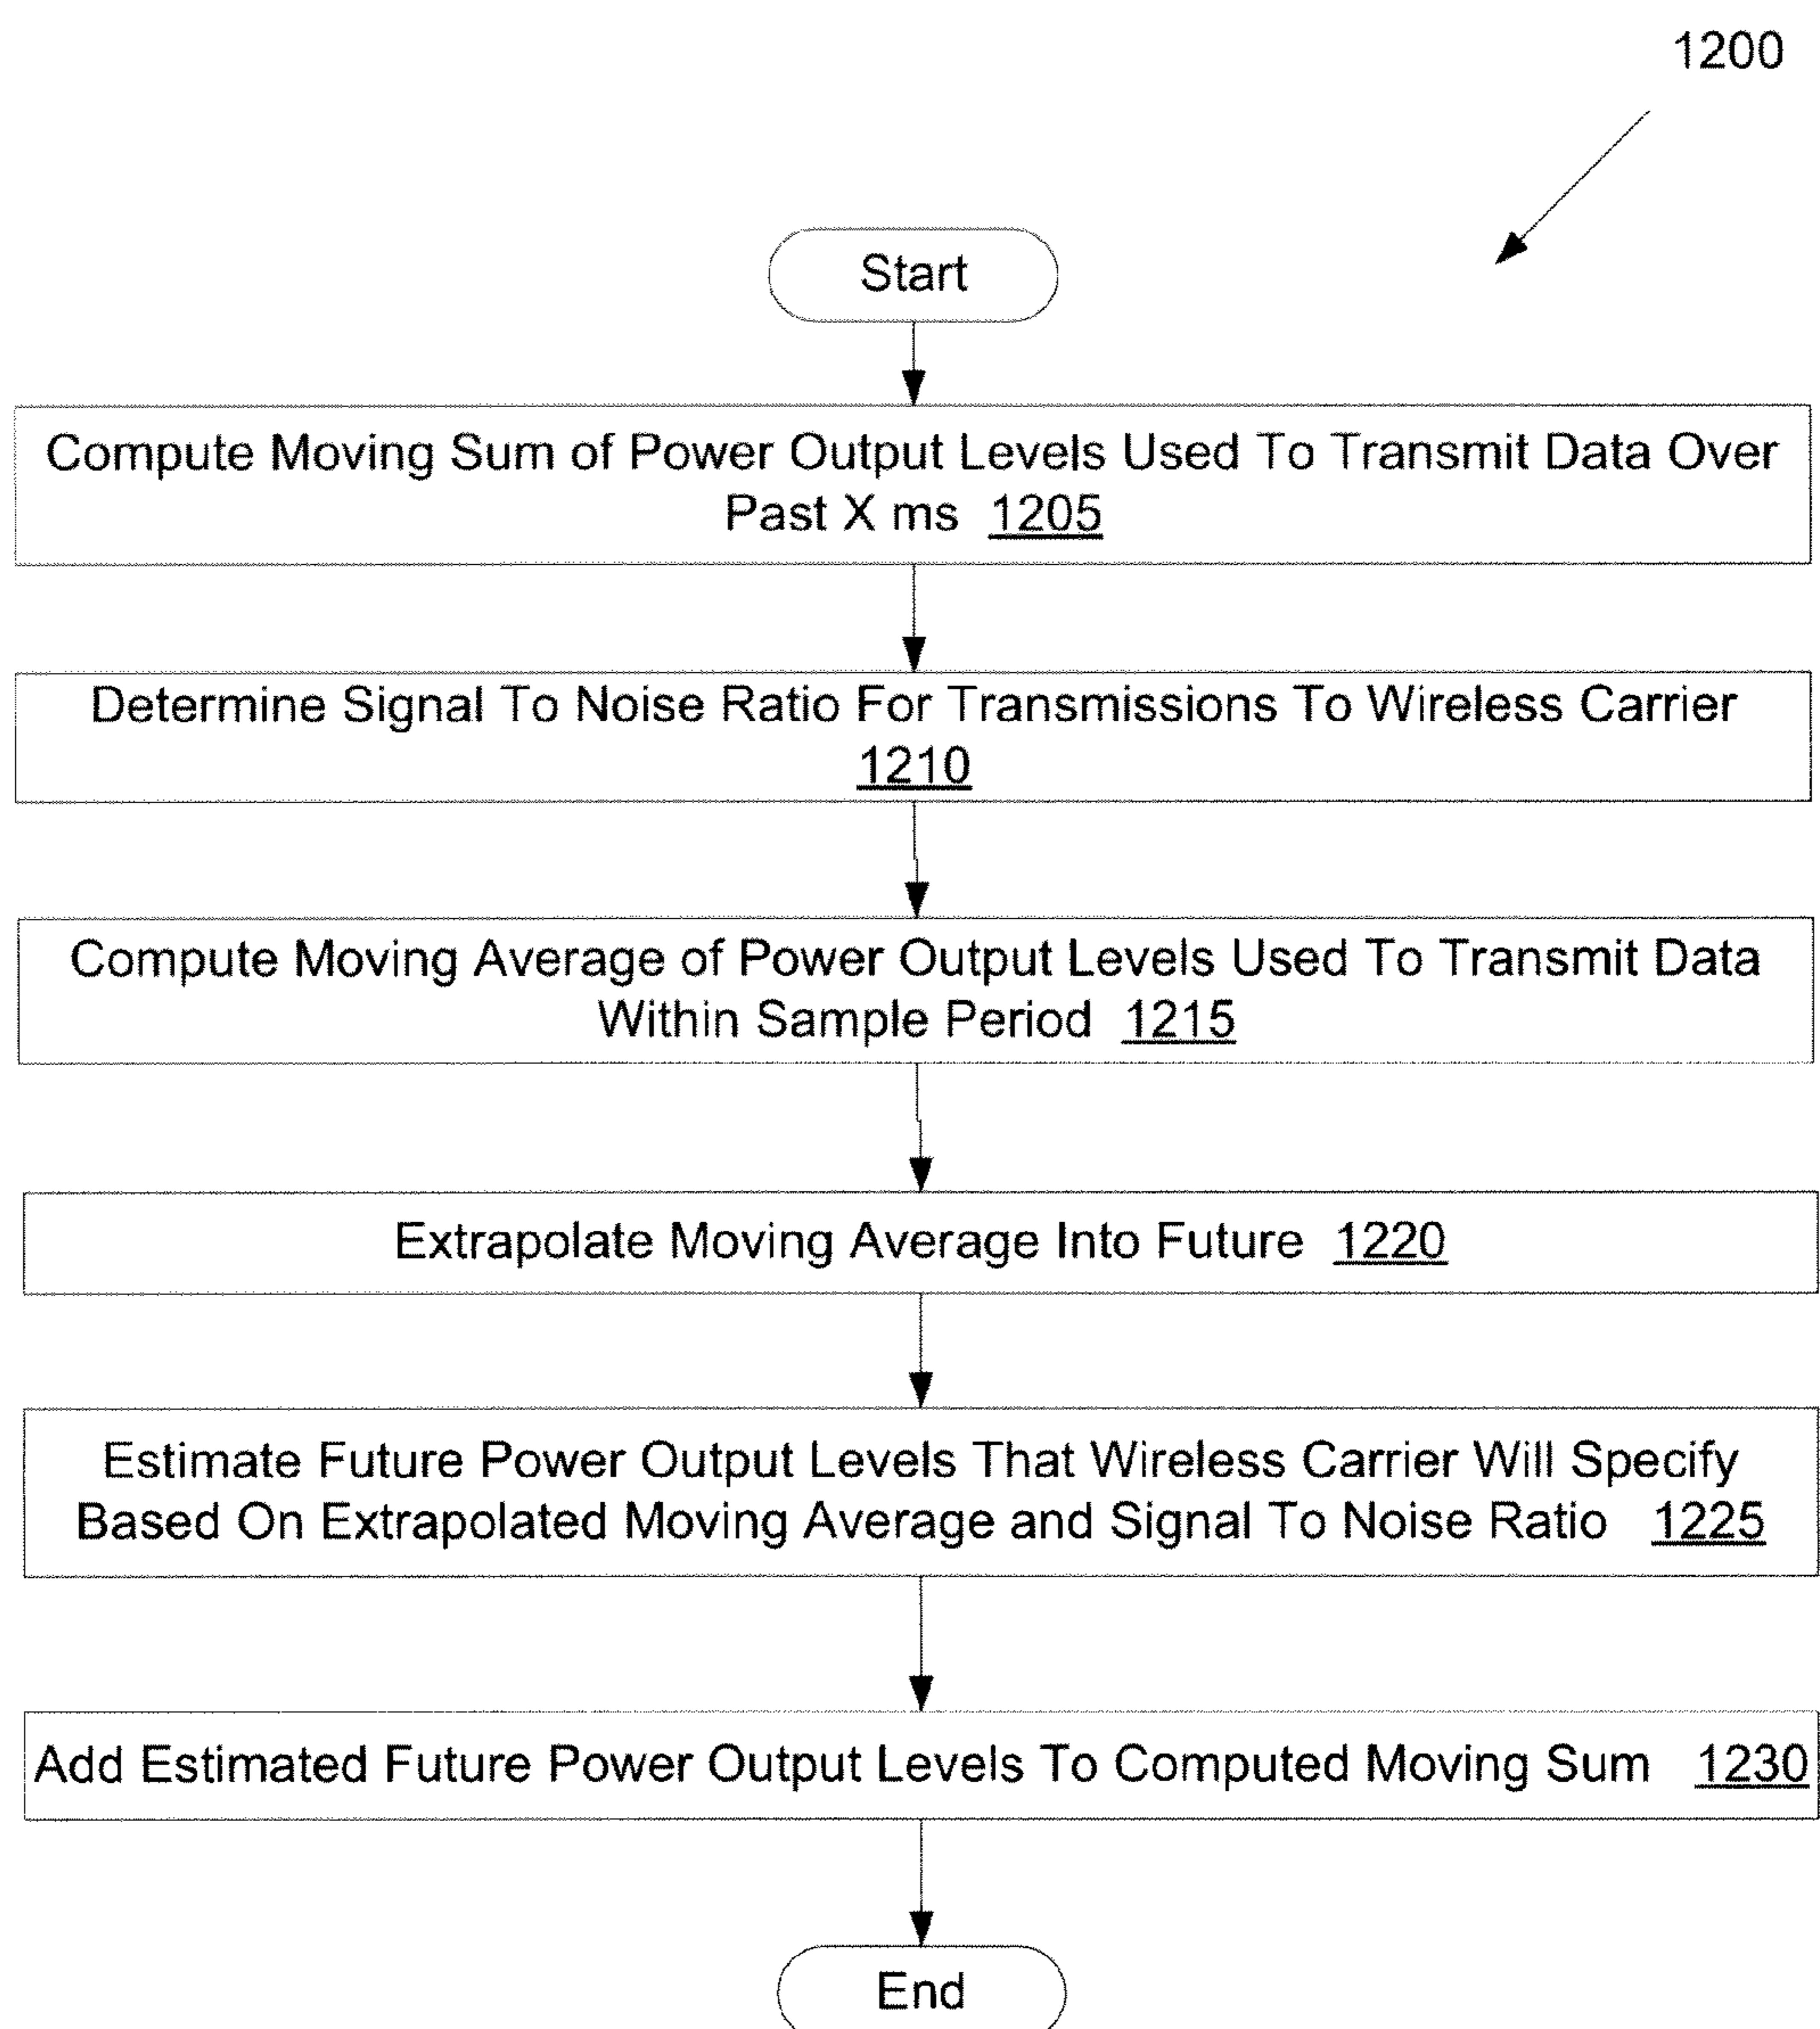 1200
Start
Compute Moving Sum of Power Output Levels Used To Transmit Data Over
Past X ms 1205
Determine Signal To Noise Ratio For Transmissions To Wireless Carrier
1210
Compute Moving Average of Power Output Levels Used To Transmit Data
Within Sample Period 1215
Extrapolate Moving Average Into Future 1220
Estimate Future Power Output Levels That Wireless Carrier Will Specify
Based On Extrapolated Moving Average and Signal To Noise Ratio 1225
Add Estimated Future Power Output Levels To Computed Moving Sum 1230
End